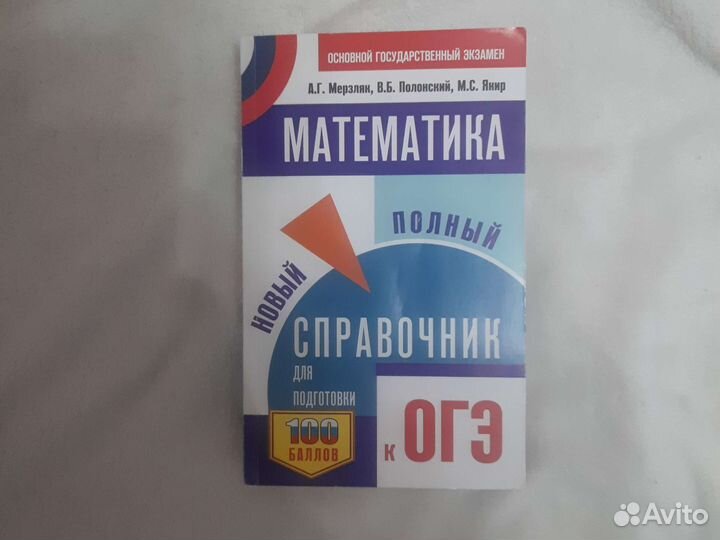 ОСНОВНОЙ ГОСУДАРСТВЕННЫЙ ЭКЗАМЕН
А.Г. Мерзляк, В.Б. Полонский, М.С. Якир
МАТЕМАТИКА
НОВЫЙ
ПОЛНЫЙ
СПРАВОЧНИК
ДЛЯ
ПОДГОТОВКИ
100
БАЛЛОВ
К ОГЭ
Avito